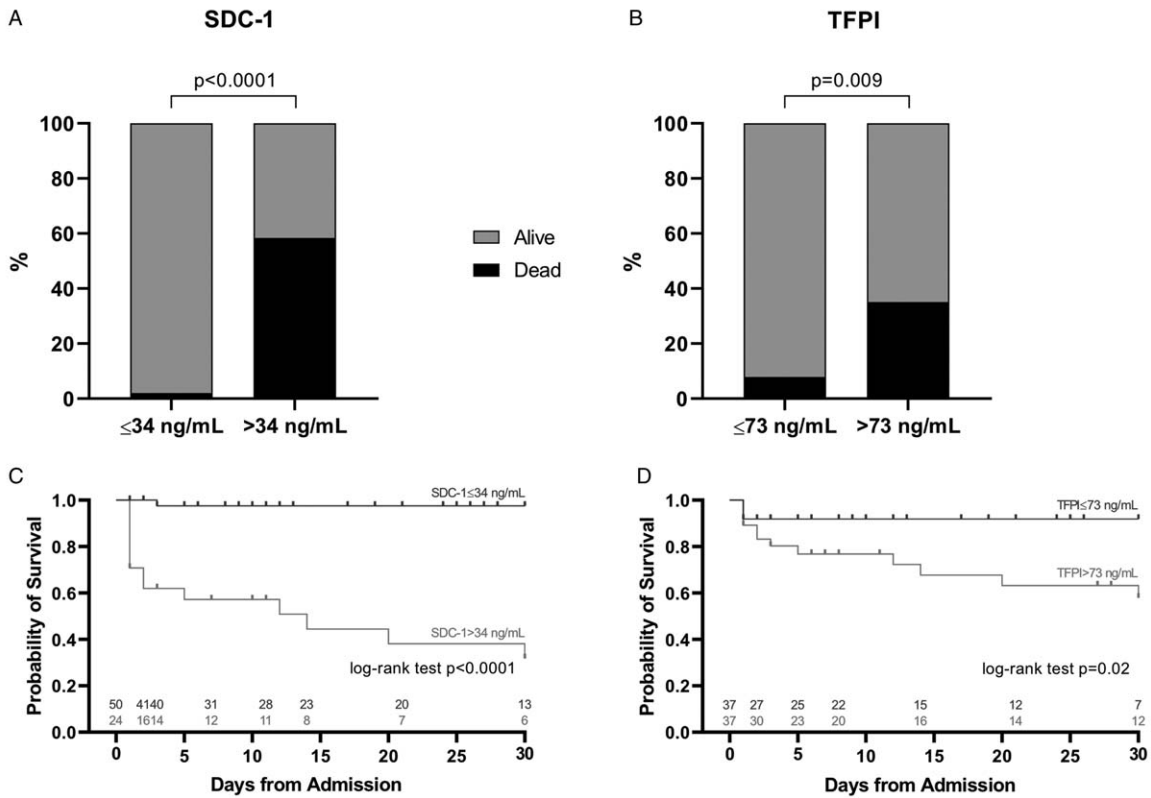 A
SDC-1
p<0.0001
%
100
80
60
40
20
0
≤34 ng/mL >34 ng/mL
Alive
Dead
B
TFPI
p=0.009
%
100
80
60
40
20
0
≤73 ng/mL >73 ng/mL
C
Probability of Survival
1.0
0.8
0.6
0.4
0.2
0.0
SDC-1≤34 ng/mL
SDC-1>34 ng/mL
log-rank test p<0.0001
50 41 40 31 28 23 20 13
24 16 14 12 11 8 7 6
0 5 10 15 20 25 30
Days from Admission
D
Probability of Survival
1.0
0.8
0.6
0.4
0.2
0.0
TFPI≤73 ng/mL
TFPI>73 ng/mL
log-rank test p=0.02
37 27 25 22 15 12 7
37 30 23 20 16 14 12
0 5 10 15 20 25 30
Days from Admission